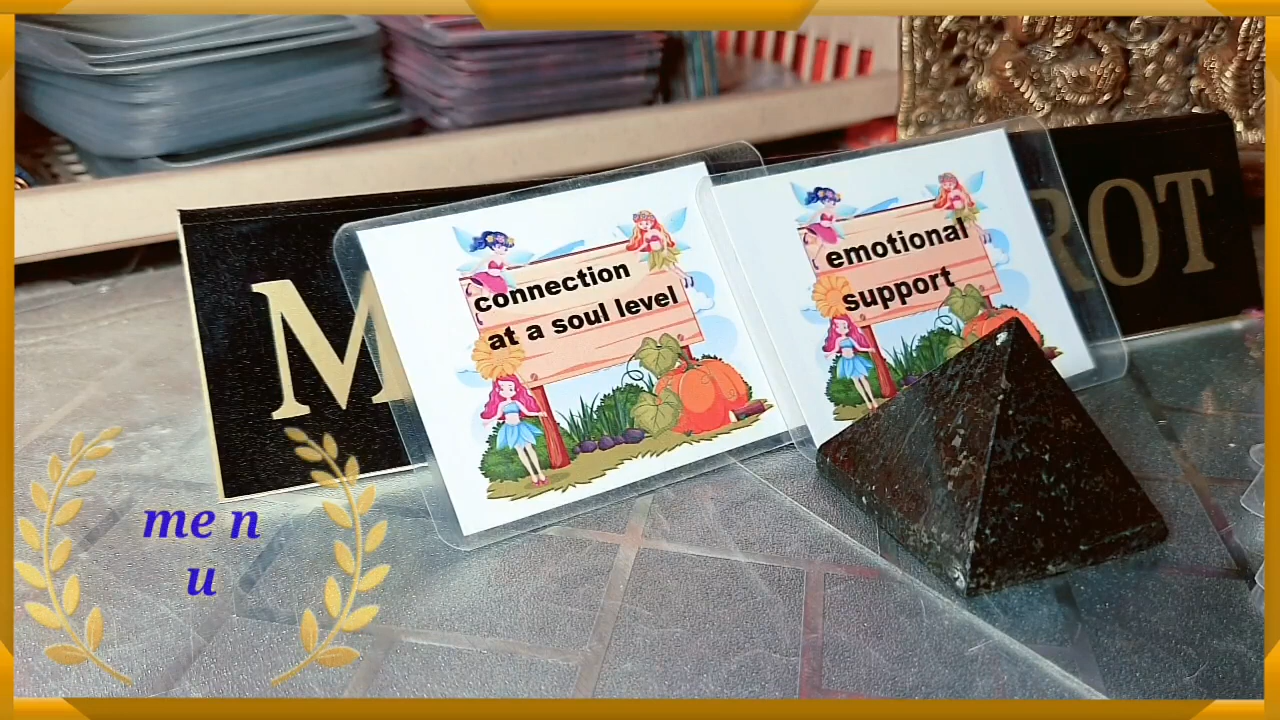 M
ROT
connection
at a soul level
emotional
support
me n
u